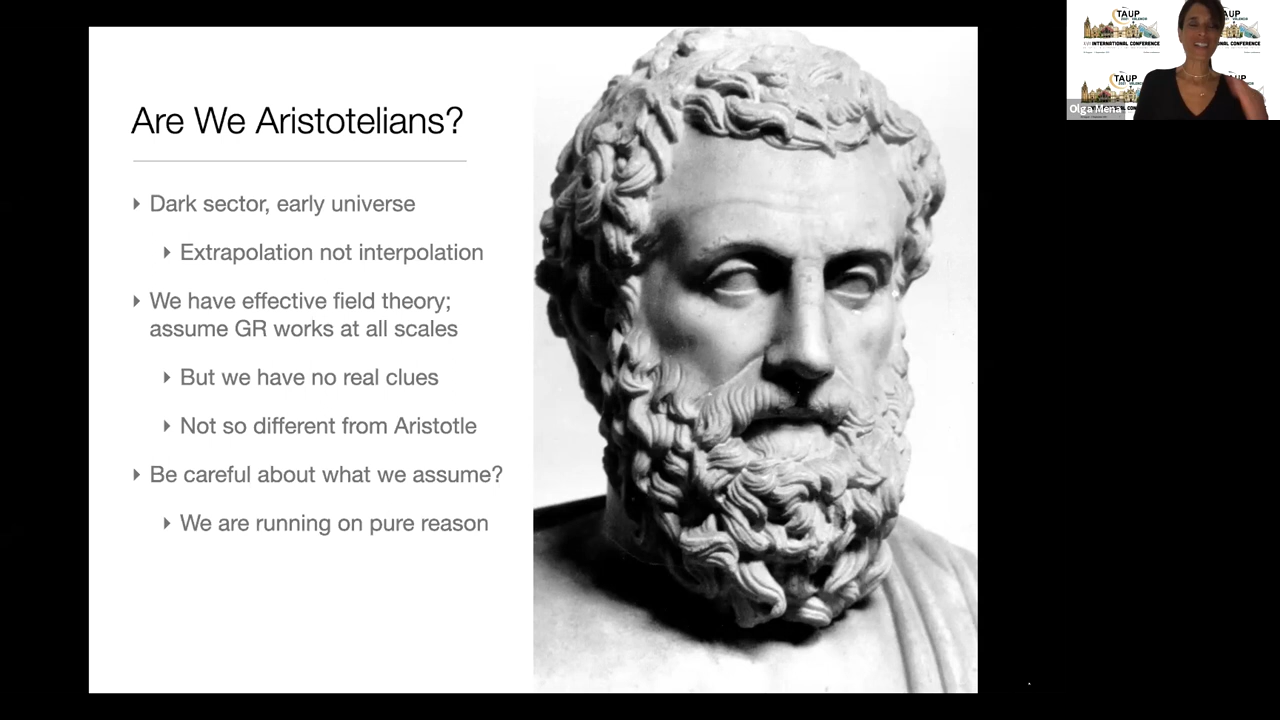 Are We Aristotelians?
Dark sector, early universe
Extrapolation not interpolation
We have effective field theory;
assume GR works at all scales
But we have no real clues
Not so different from Aristotle
Be careful about what we assume?
We are running on pure reason
TAUP
INTERNATIONAL CONFERENCE
CONFERENCE
TAUP
Olga Mena